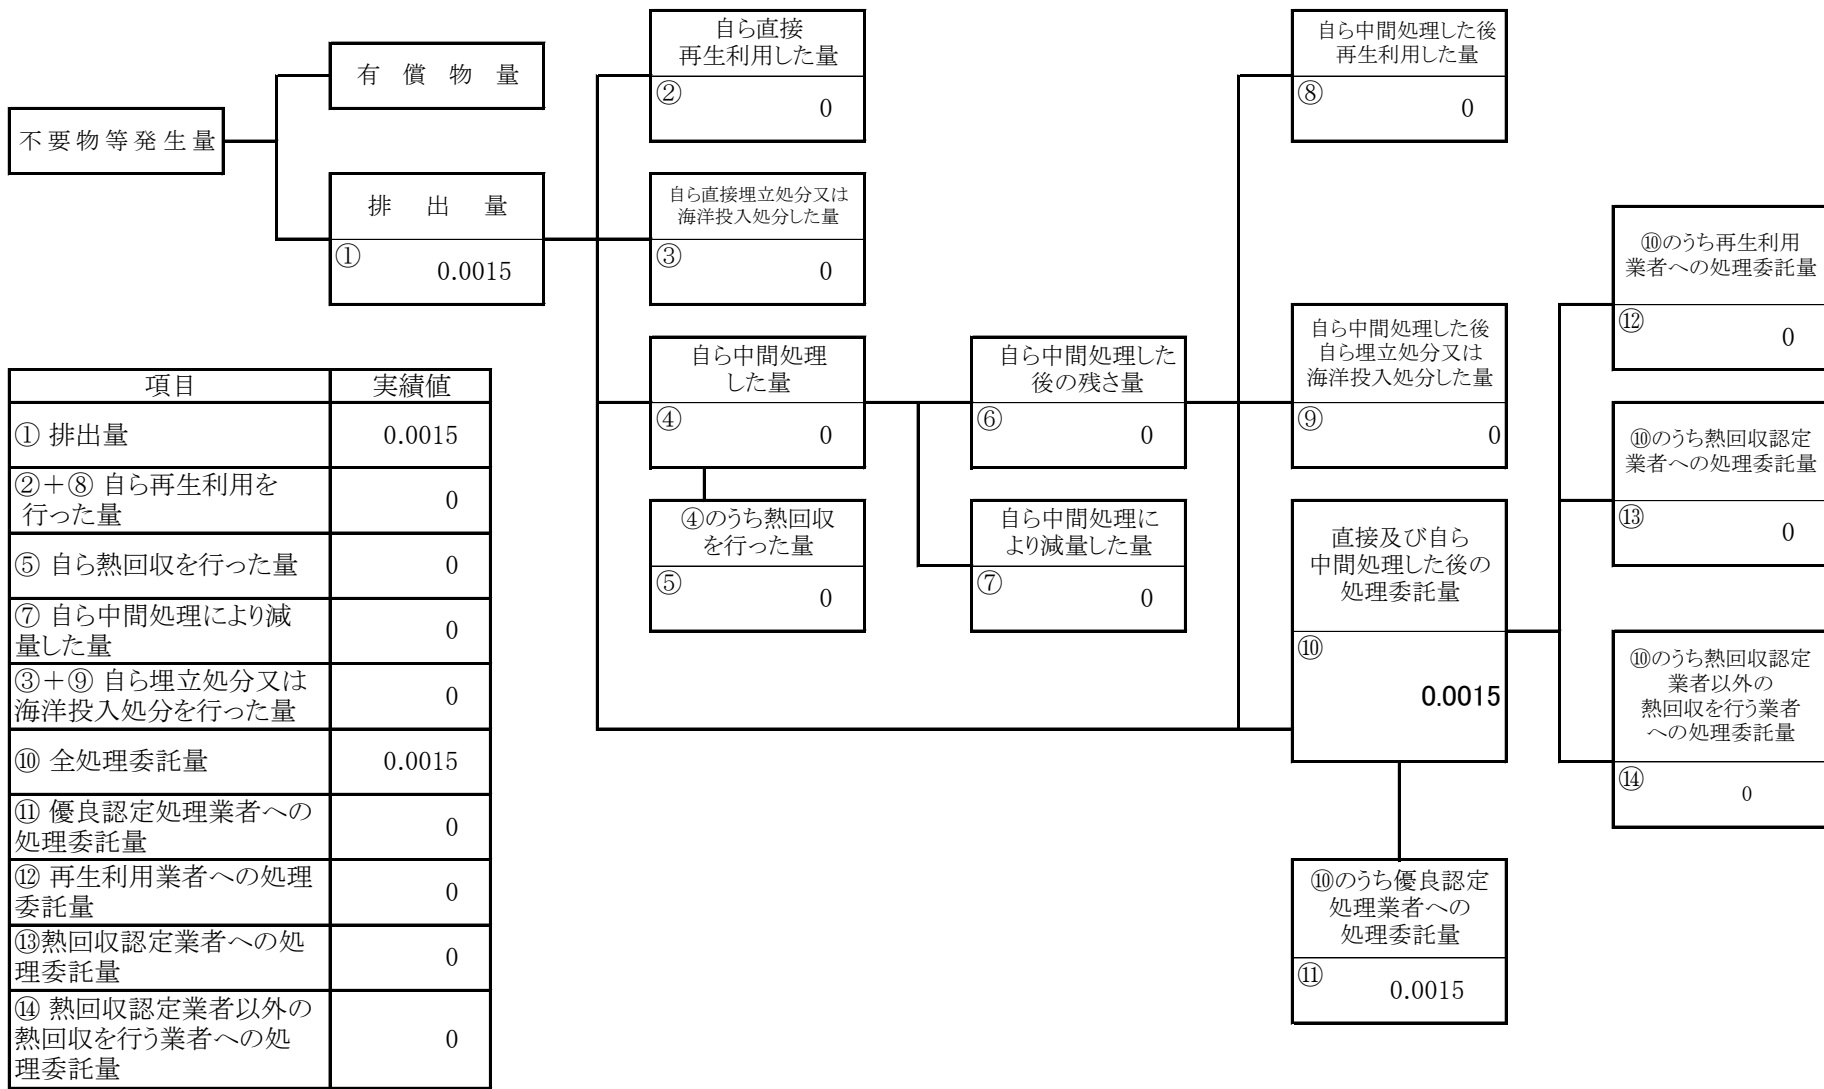 不要物等発生量
有償物量
排出量
①
0.0015
自ら直接
再生利用した量
②
0
自ら直接埋立処分又は
海洋投入処分した量
③
0
自ら中間処理
した量
④
0
④のうち熱回収
を行った量
⑤
0
自ら中間処理した
後の残さ量
⑥
0
自ら中間処理に
より減量した量
⑦
0
自ら中間処理した後
再生利用した量
⑧
0
自ら中間処理した後
自ら埋立処分又は
海洋投入処分した量
⑨
0
直接及び自ら
中間処理した後の
処理委託量
⑩
0.0015
⑩のうち優良認定
処理業者への
処理委託量
⑪
0.0015
⑩のうち再生利用
業者への処理委託量
⑫
0
⑩のうち熱回収認定
業者への処理委託量
⑬
0
⑩のうち熱回収認定
業者以外の
熱回収を行う業者
への処理委託量
⑭
0
項目 実績値
① 排出量 0.0015
②＋⑧ 自ら再生利用を
行った量 0
⑤ 自ら熱回収を行った量 0
⑦ 自ら中間処理により減
量した量 0
③＋⑨ 自ら埋立処分又は
海洋投入処分を行った量 0
⑩ 全処理委託量 0.0015
⑪ 優良認定処理業者への
処理委託量 0
⑫ 再生利用業者への処理
委託量 0
⑬熱回収認定業者への処
理委託量 0
⑭ 熱回収認定業者以外の
熱回収を行う業者への処
理委託量 0